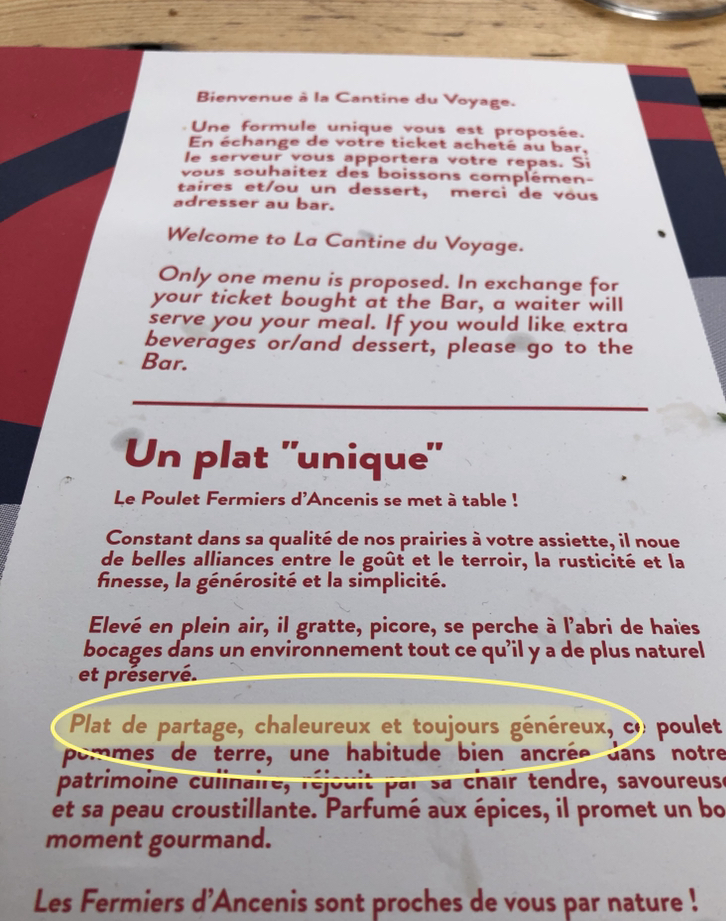 Bienvenue à la Cantine du Voyage.
Une formule unique vous est proposée.
En échange de votre ticket acheté au bar,
le serveur vous apportera votre repas. Si
vous souhaitez des boissons complémen-
taires et/ou un dessert, merci de vous
adresser au bar.
Welcome to La Cantine du Voyage.
Only one menu is proposed. In exchange for
your ticket bought at the Bar, a waiter will
serve you your meal. If you would like extra
beverages or/and dessert, please go to the
Bar.
Un plat "unique"
Le Poulet Fermiers d'Ancenis se met à table !
Constant dans sa qualité de nos prairies à votre assiette, il noue
de belles alliances entre le goût et le terroir, la rusticité et la
finesse, la générosité et la simplicité.
Elevé en plein air, il gratte, picore, se perche à l'abri de haies
bocages dans un environnement tout ce qu'il y a de plus naturel
et préservé.
Plat de partage, chaleureux et toujours généreux, ce poulet
pommes de terre, une habitude bien ancrée dans notre
patrimoine culinaire, réjouit par sa chair tendre, savoureuse
et sa peau croustillante. Parfumé aux épices, il promet un bo
moment gourmand.
Les Fermiers d'Ancenis sont proches de vous par nature !